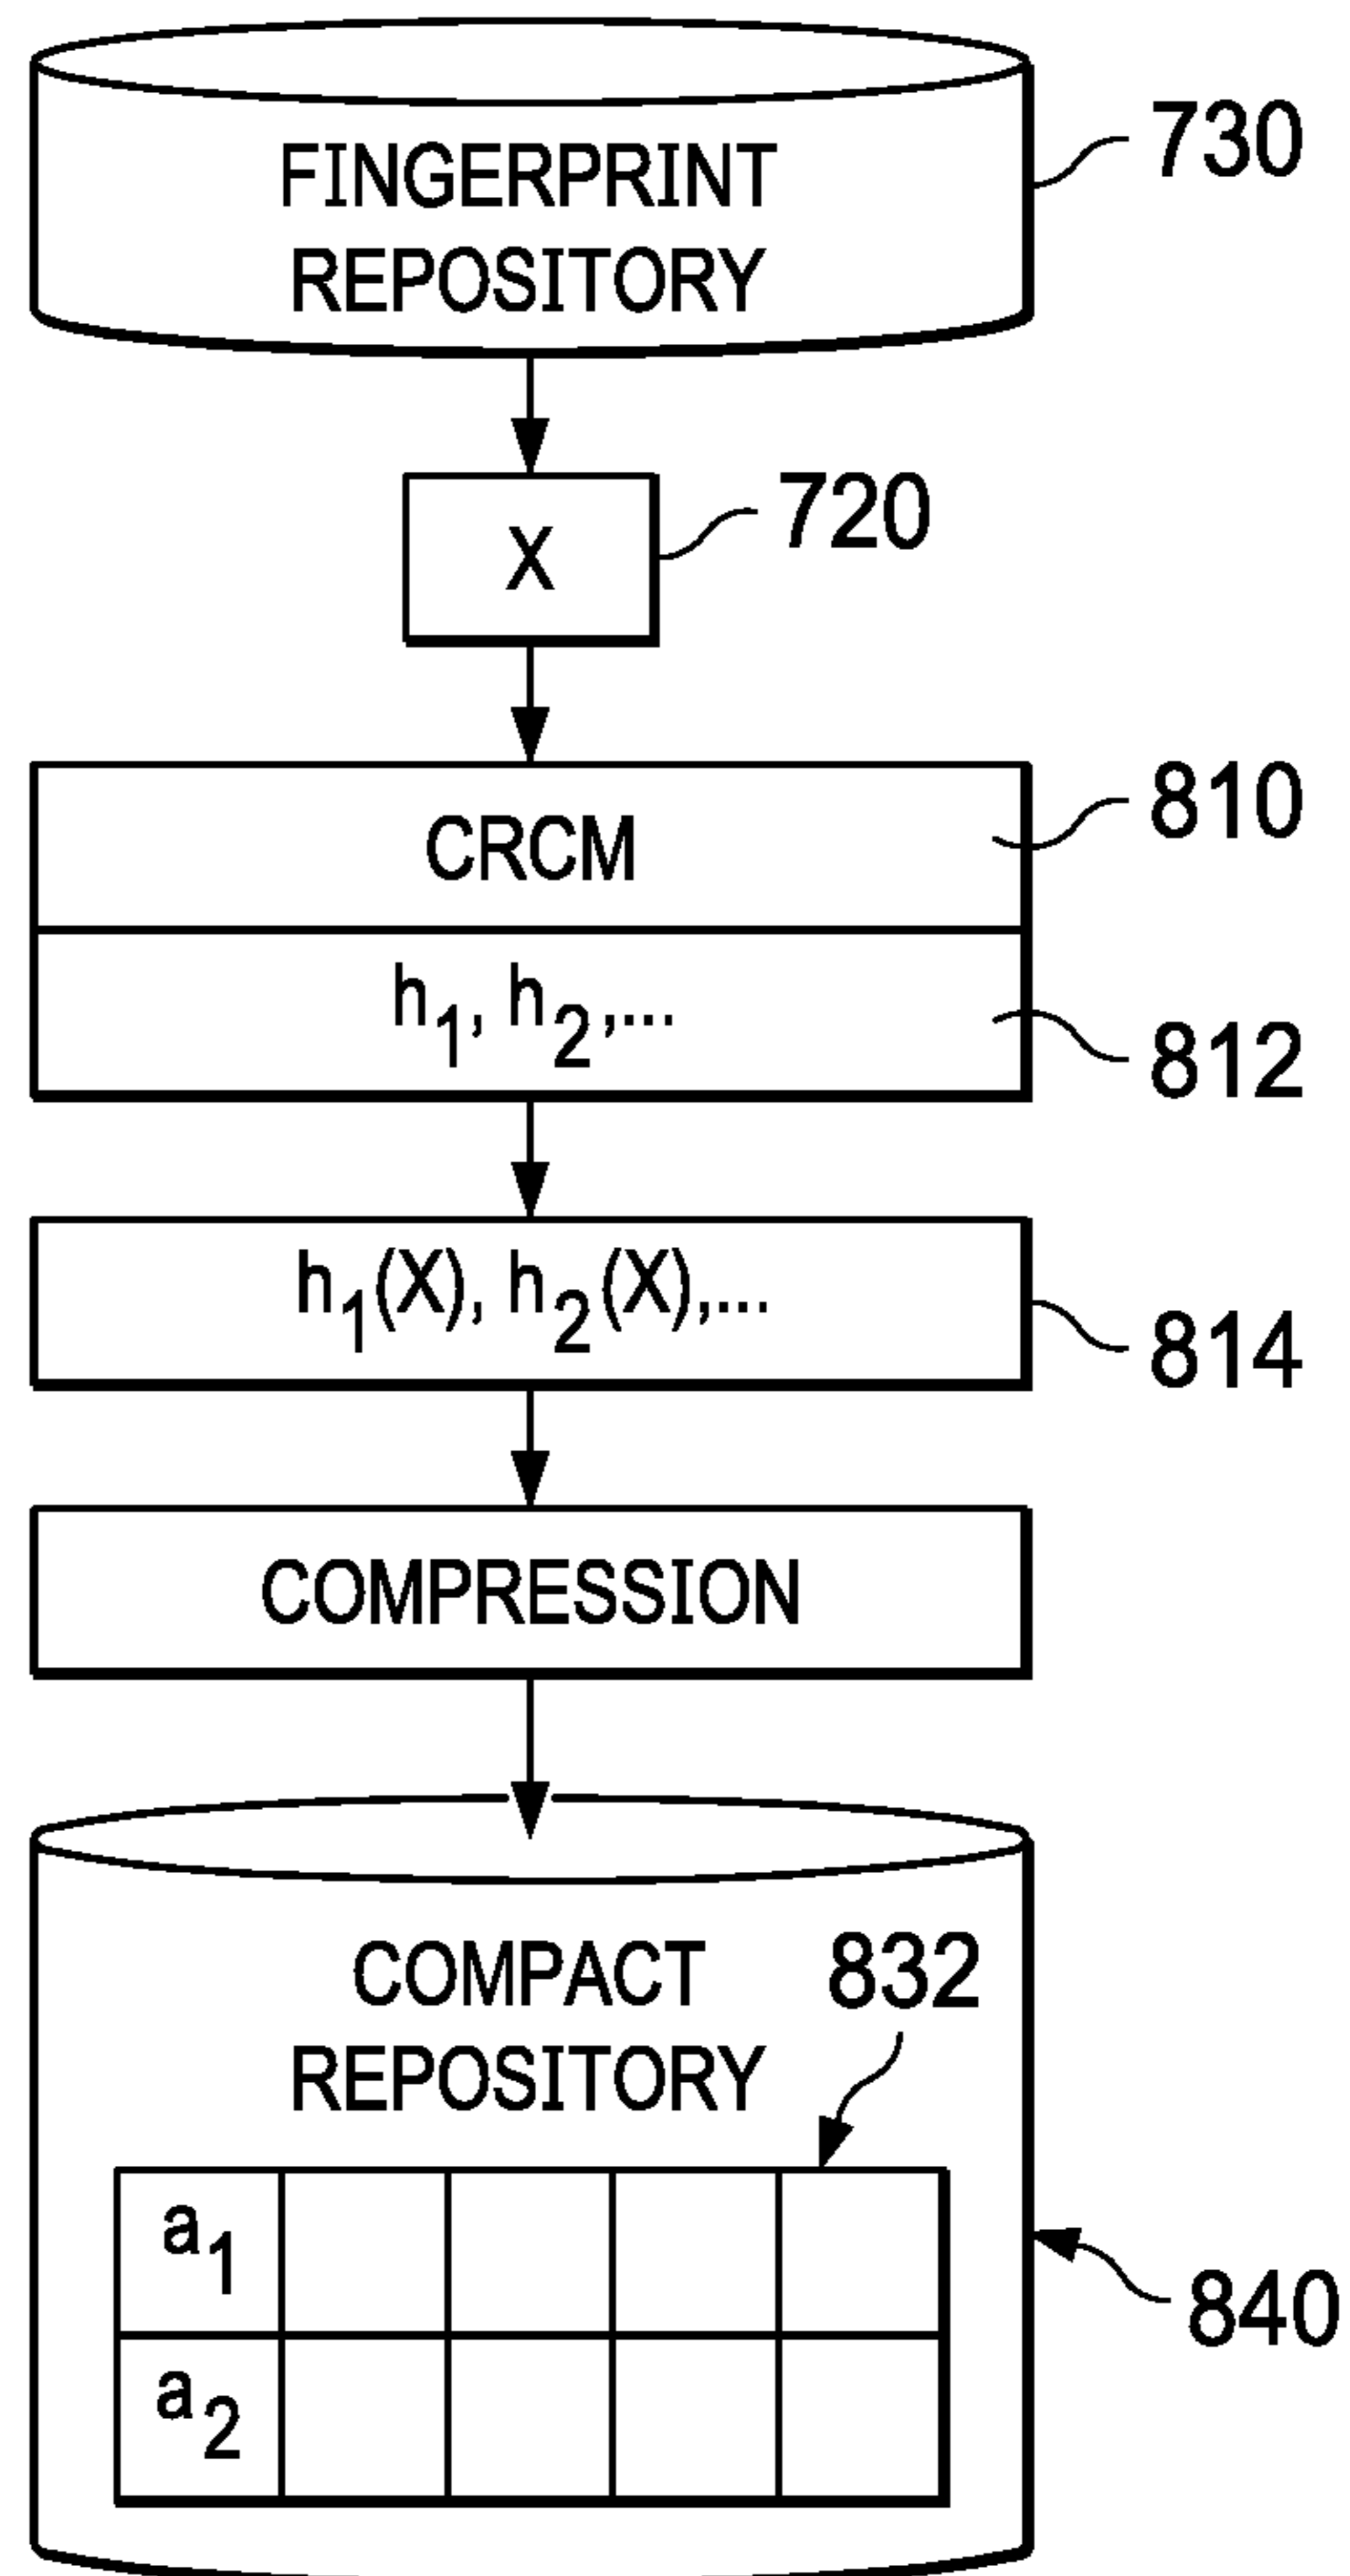 FINGERPRINT
REPOSITORY
730
X
720
CRCM
810
h1, h2,...
812
h1(X), h2(X),...
814
COMPRESSION
COMPACT
REPOSITORY
832
a1
a2
840